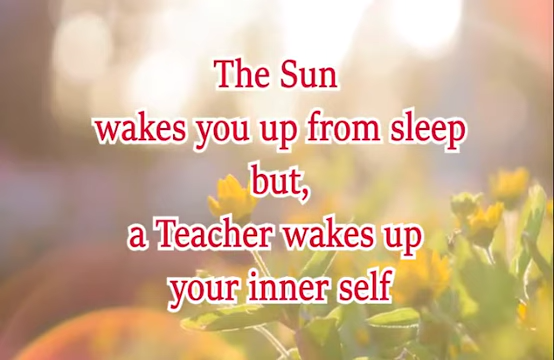 The Sun
wakes you up from sleep
but,
a Teacher wakes up
your inner self